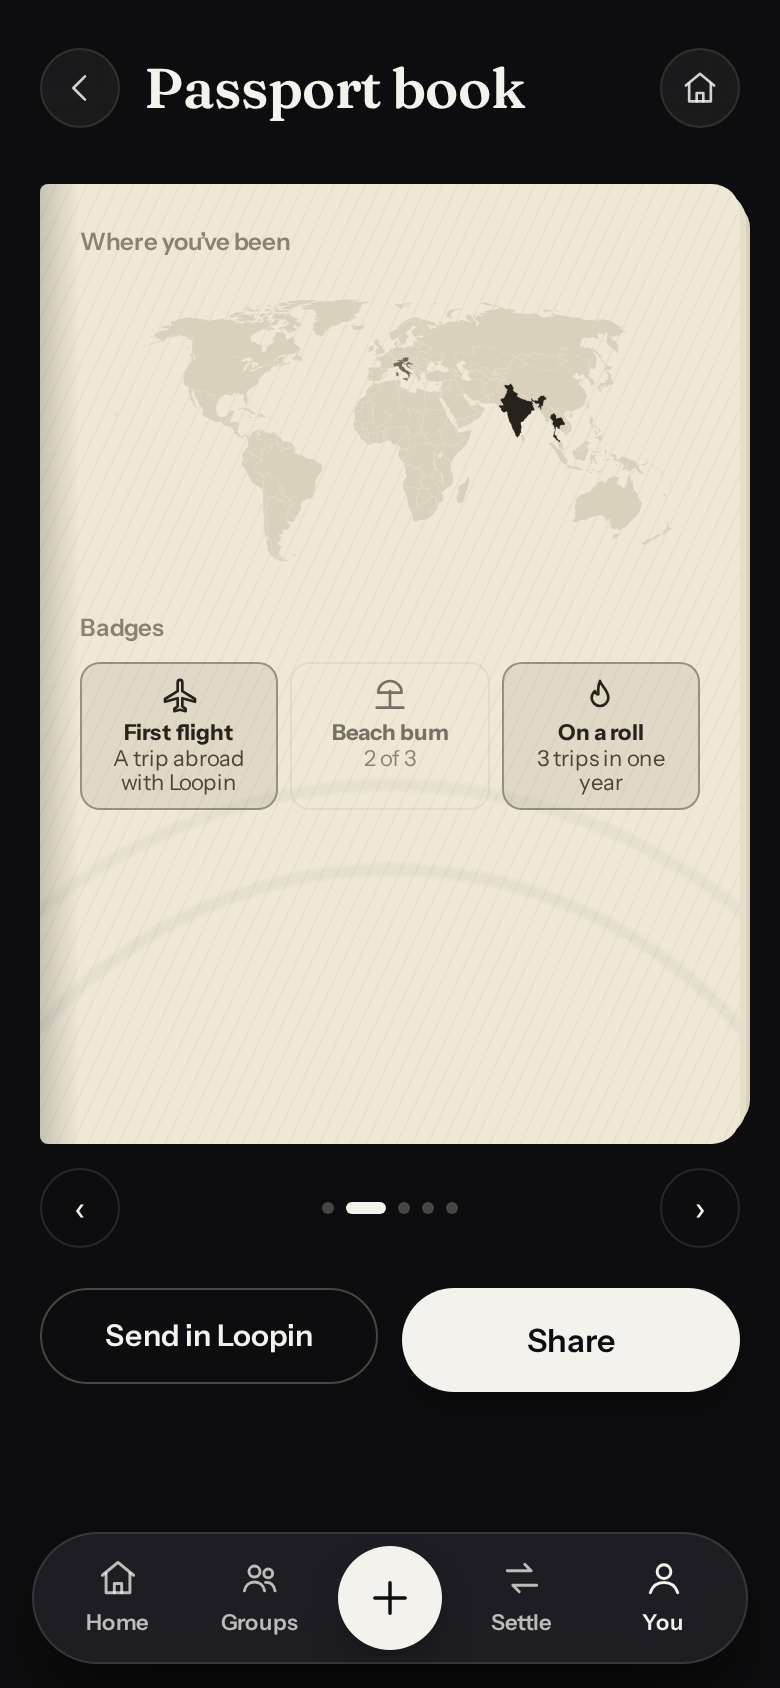 Passport book
Where you've been
Badges
First flight
A trip abroad
with Loopin
Beach bum
2 of 3
On a roll
3 trips in one
year
Send in Loopin
Share
Home
Groups
Settle
You